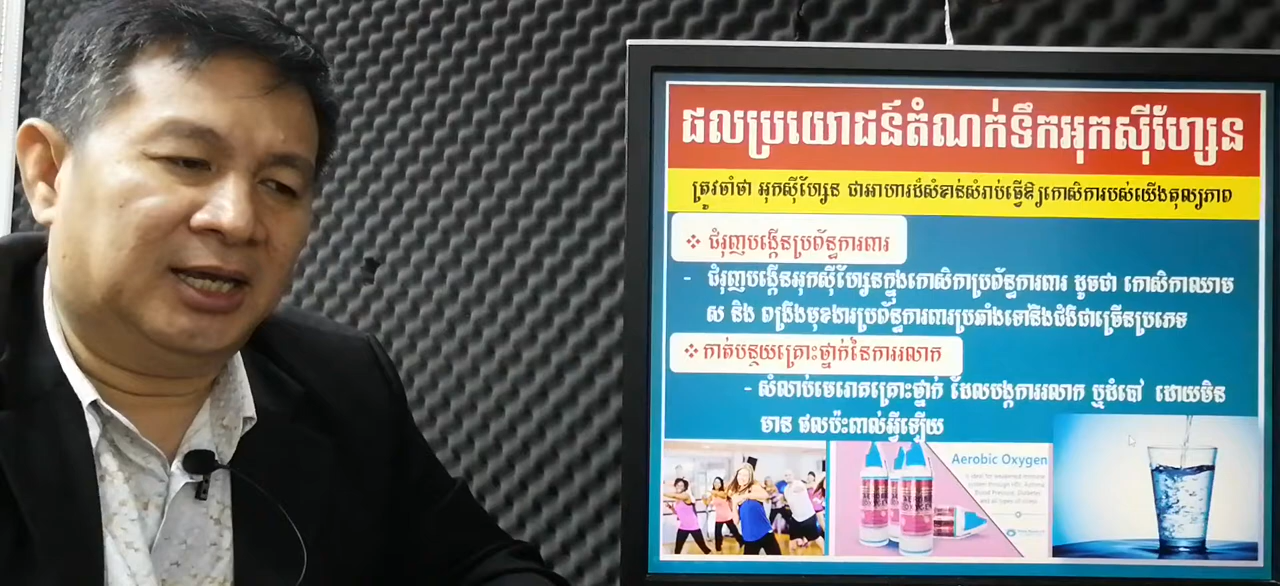 ផលប្រយោជន៍តំណក់ទឹកអុកស៊ីហ្សែន
ត្រូវចាំថា អុកស៊ីហ្សែន ជាអាហារដ៏សំខាន់សំរាប់ធ្វើឱ្យកោសិការបស់យើងតុល្យភាព
❖ ជំរុញបង្កើនប្រព័ន្ធការពារ
- ជំរុញបង្កើនអុកស៊ីហ្សែនក្នុងកោសិកាប្រព័ន្ធការពារ ដូចជា កោសិកាឈាម
ស និង ពង្រឹងមុខងារប្រព័ន្ធការពារប្រឆាំងទៅនឹងជំងឺជាច្រើនប្រភេទ
❖ កាត់បន្ថយគ្រោះថ្នាក់នៃការរលាក
- សំលាប់មេរោគគ្រោះថ្នាក់ ដែលបង្កការរលាក ឬដំបៅ ដោយមិន
មាន ផលប៉ះពាល់អ្វីឡើយ
Aerobic Oxygen